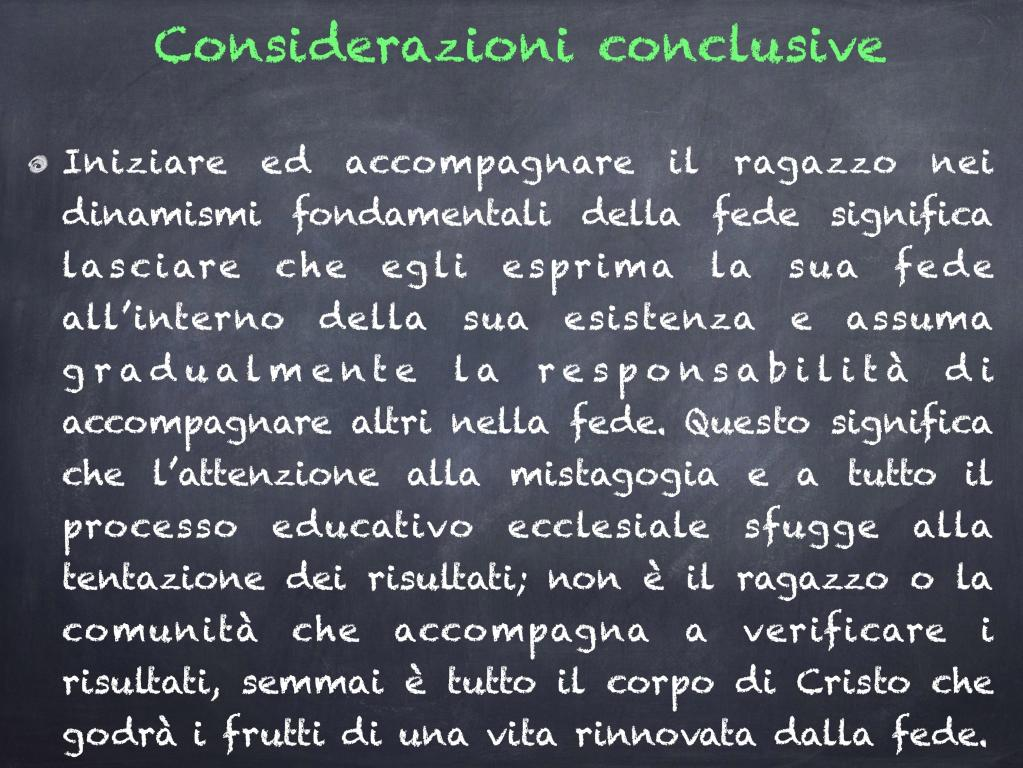 Considerazioni conclusive
Iniziare ed accompagnare il ragazzo nei
dinamismi fondamentali della fede significa
lasciare che egli esprima la sua fede
all’interno della sua esistenza e assuma
gradualmente la responsabilità di
accompagnare altri nella fede. Questo significa
che l’attenzione alla mistagogia e a tutto il
processo educativo ecclesiale sfugge alla
tentazione dei risultati; non è il ragazzo o la
comunità che accompagna a verificare i
risultati, semmai è tutto il corpo di Cristo che
godrà i frutti di una vita rinnovata dalla fede.